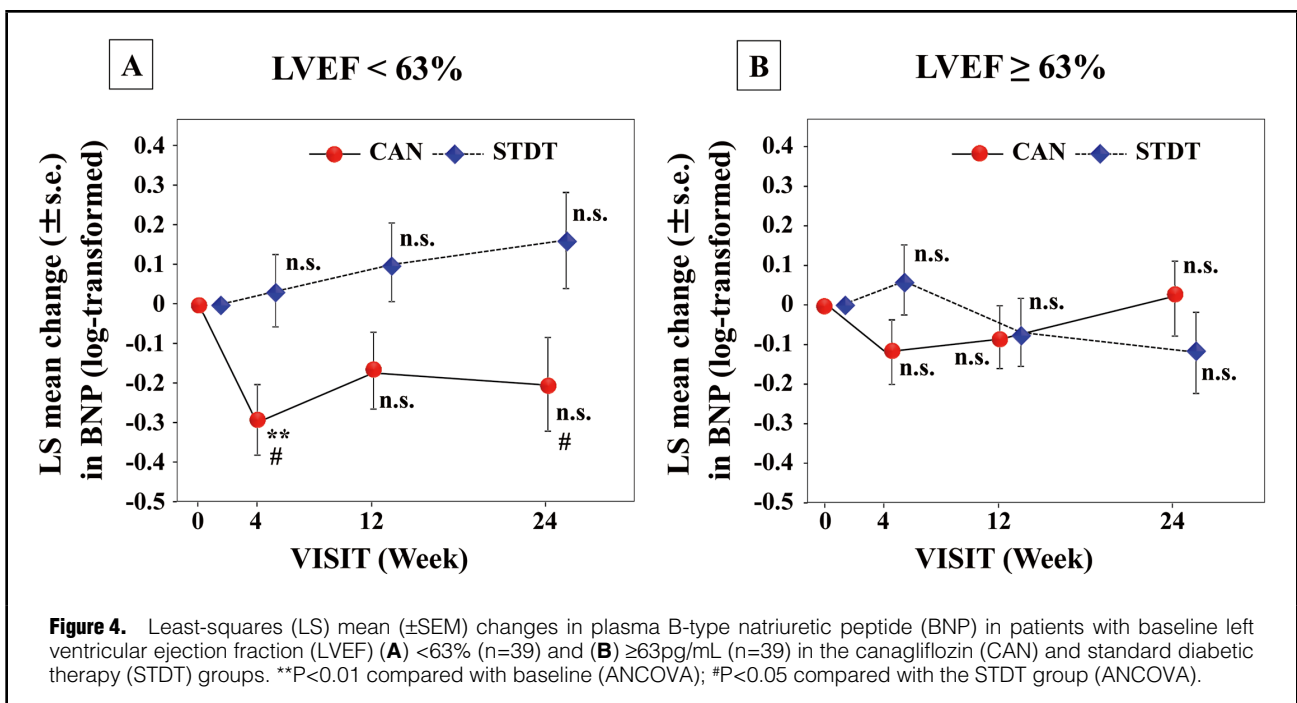 A LVEF < 63%
B LVEF ≥ 63%
LS mean change (±s.e.)
in BNP (log-transformed)
0.4
0.3
0.2
0.1
0
-0.1
-0.2
-0.3
-0.4
-0.5
CAN STDT
n.s.
n.s.
n.s.
**
#
n.s.
n.s.
#
0 4 12 24
VISIT (Week)
LS mean change (±s.e.)
in BNP (log-transformed)
0.4
0.3
0.2
0.1
0
-0.1
-0.2
-0.3
-0.4
-0.5
CAN STDT
n.s.
n.s.
n.s.
n.s.
n.s.
n.s.
0 4 12 24
VISIT (Week)
Figure 4. Least-squares (LS) mean (±SEM) changes in plasma B-type natriuretic peptide (BNP) in patients with baseline left
ventricular ejection fraction (LVEF) (A) <63% (n=39) and (B) ≥63pg/mL (n=39) in the canagliflozin (CAN) and standard diabetic
therapy (STDT) groups. **P<0.01 compared with baseline (ANCOVA); #P<0.05 compared with the STDT group (ANCOVA).